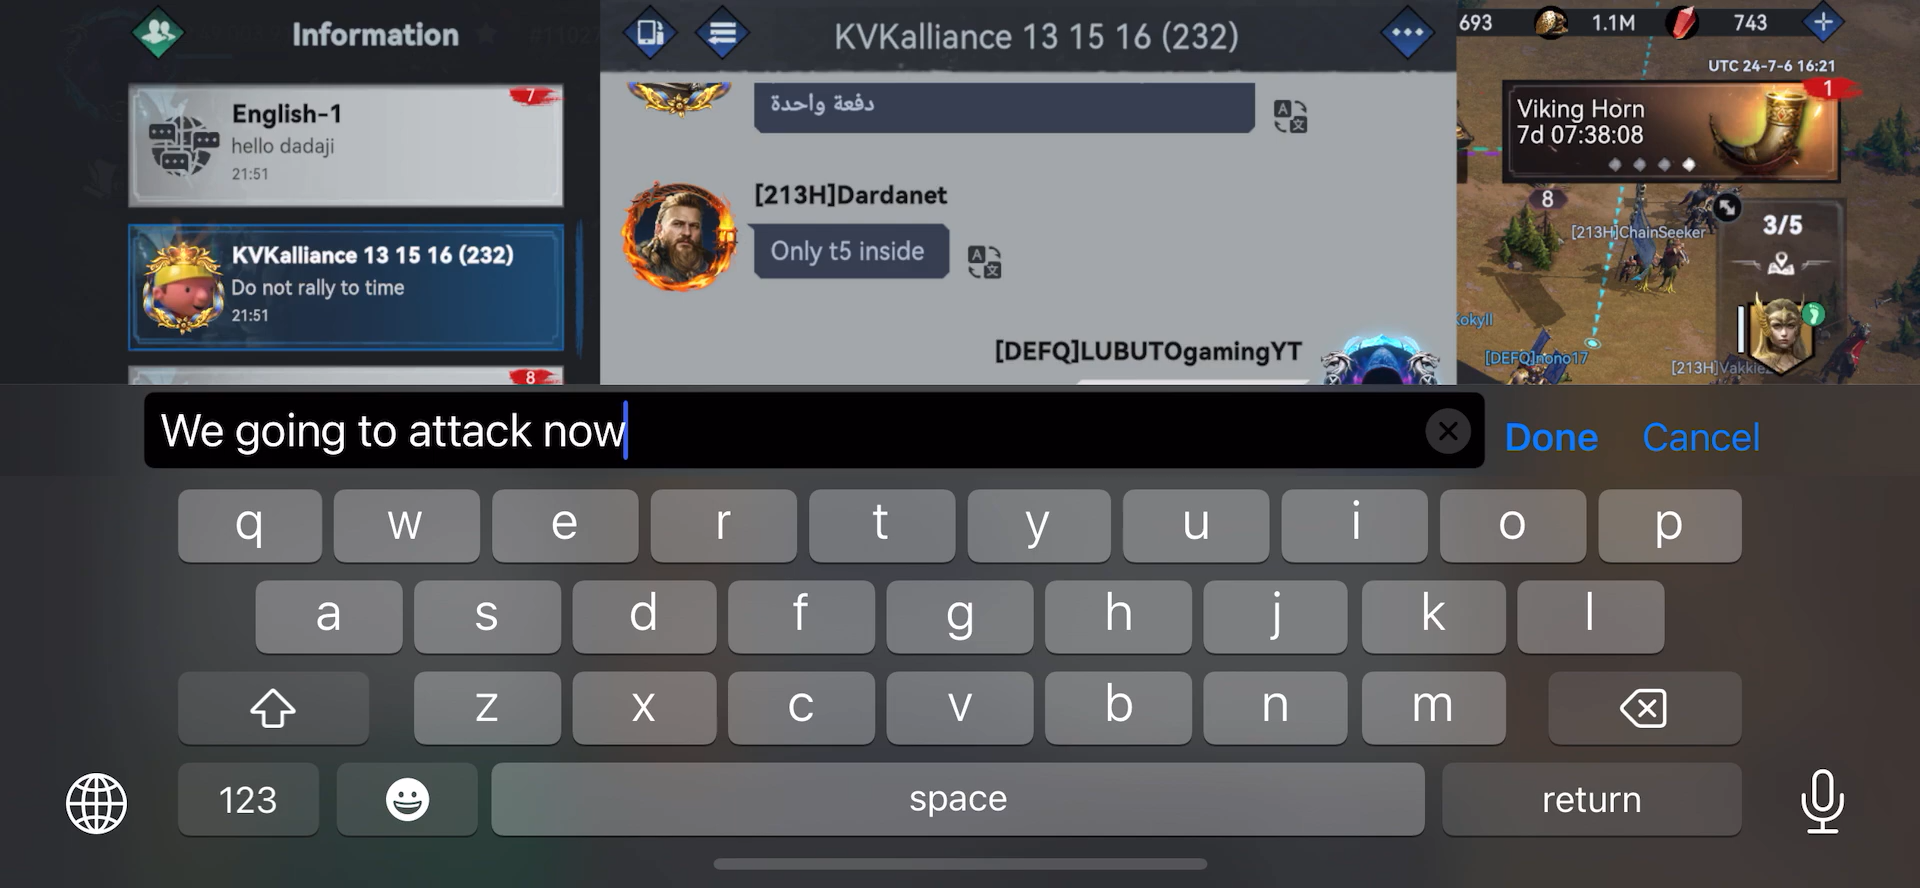 Information
English-1
7
hello dadaji
21:51
KVKalliance 13 15 16 (232)
Do not rally to time
21:51
8
KVKalliance 13 15 16 (232)
دفعة واحدة
[213H]Dardanet
Only t5 inside
[DEFQ]LUBUTOgamingYT
693
1.1M
743
UTC 24-7-6 16:21
1
Viking Horn
7d 07:38:08
8
[213H]ChainSeeker
3/5
[DEFQ]nono17
We going to attack now
Done
Cancel
q w e r t y u i o p
a s d f g h j k l
z x c v b n m
123
space
return